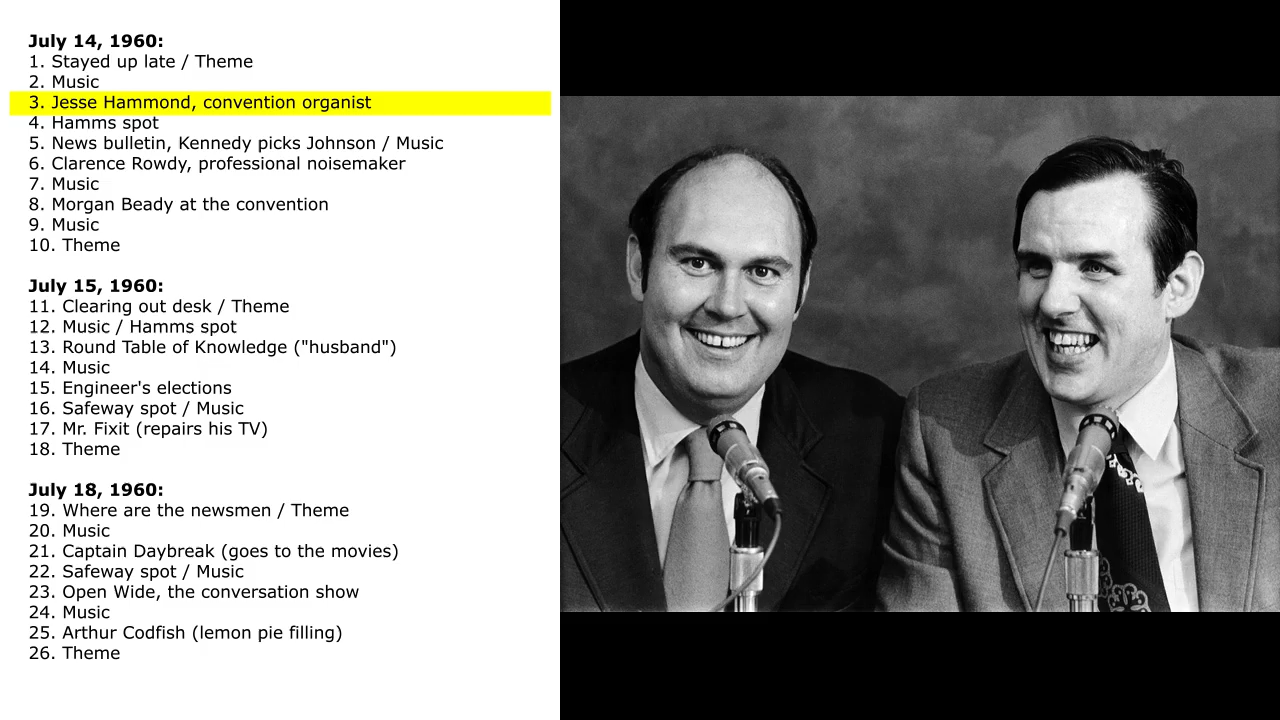 July 14, 1960:
1. Stayed up late / Theme
2. Music
3. Jesse Hammond, convention organist
4. Hamms spot
5. News bulletin, Kennedy picks Johnson / Music
6. Clarence Rowdy, professional noisemaker
7. Music
8. Morgan Beady at the convention
9. Music
10. Theme
July 15, 1960:
11. Clearing out desk / Theme
12. Music / Hamms spot
13. Round Table of Knowledge ("husband")
14. Music
15. Engineer's elections
16. Safeway spot / Music
17. Mr. Fixit (repairs his TV)
18. Theme
July 18, 1960:
19. Where are the newsmen / Theme
20. Music
21. Captain Daybreak (goes to the movies)
22. Safeway spot / Music
23. Open Wide, the conversation show
24. Music
25. Arthur Codfish (lemon pie filling)
26. Theme